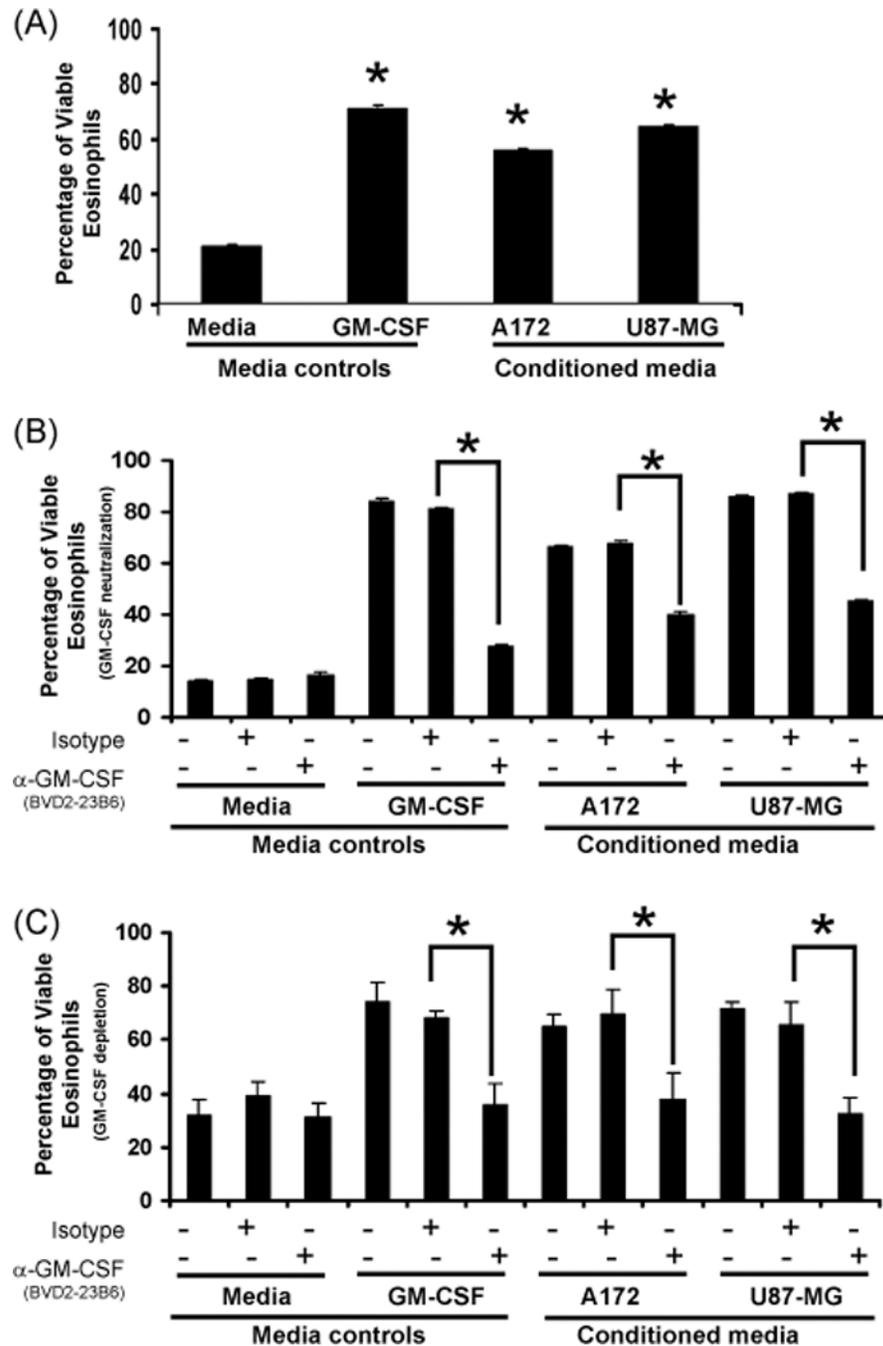 (A)
Percentage of Viable
Eosinophils
100
80
60
40
20
0
*
*
*
Media
GM-CSF
A172
U87-MG
Media controls
Conditioned media
(B)
Percentage of Viable
Eosinophils
(GM-CSF neutralization)
100
80
60
40
20
0
*
*
*
Isotype - + - - + - - + - - + -
α-GM-CSF - - + - - + - - + - - +
(BVD2-23B6)
Media
GM-CSF
A172
U87-MG
Media controls
Conditioned media
(C)
Percentage of Viable
Eosinophils
(GM-CSF depletion)
100
80
60
40
20
0
*
*
*
Isotype - + - - + - - + - - + -
α-GM-CSF - - + - - + - - + - - +
(BVD2-23B6)
Media
GM-CSF
A172
U87-MG
Media controls
Conditioned media